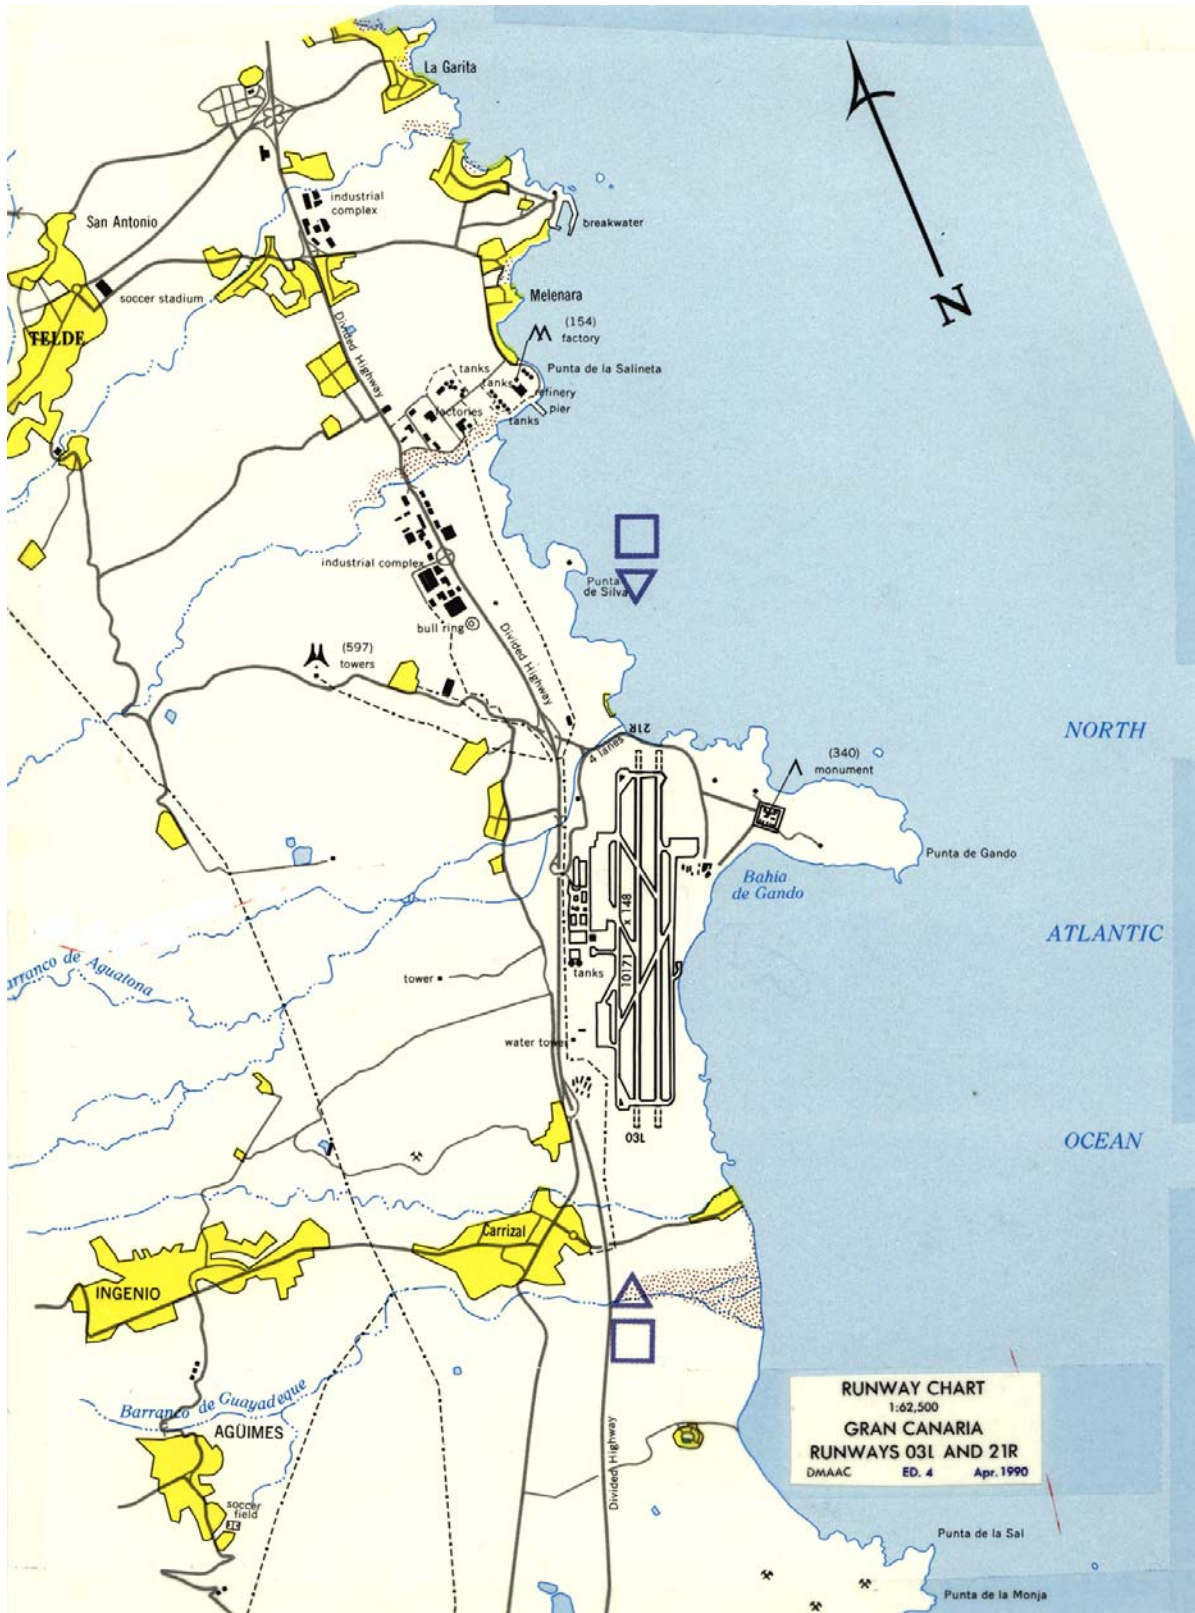 La Garita
industrial
complex
San Antonio
breakwater
soccer stadium
Melenara
(154)
factory
TELDE
Divided Highway
Punta de la Salineta
tanks
tanks
refinery
factories
pier
tanks
N
industrial complex
Punta
de Silva
bull ring
(597)
towers
Divided Highway
21R
4 lanes
NORTH
(340)
monument
Punta de Gando
Bahía
de Gando
x 148
ATLANTIC
10171
arranco de Aguatona
tower
tanks
water tower
03L
OCEAN
Carrizal
INGENIO
Barranco de Guayadeque
AGÜIMES
Divided Highway
soccer
field
RUNWAY CHART
1:62,500
GRAN CANARIA
RUNWAYS 03L AND 21R
DMAAC ED. 4 Apr. 1990
Punta de la Sal
Punta de la Monja